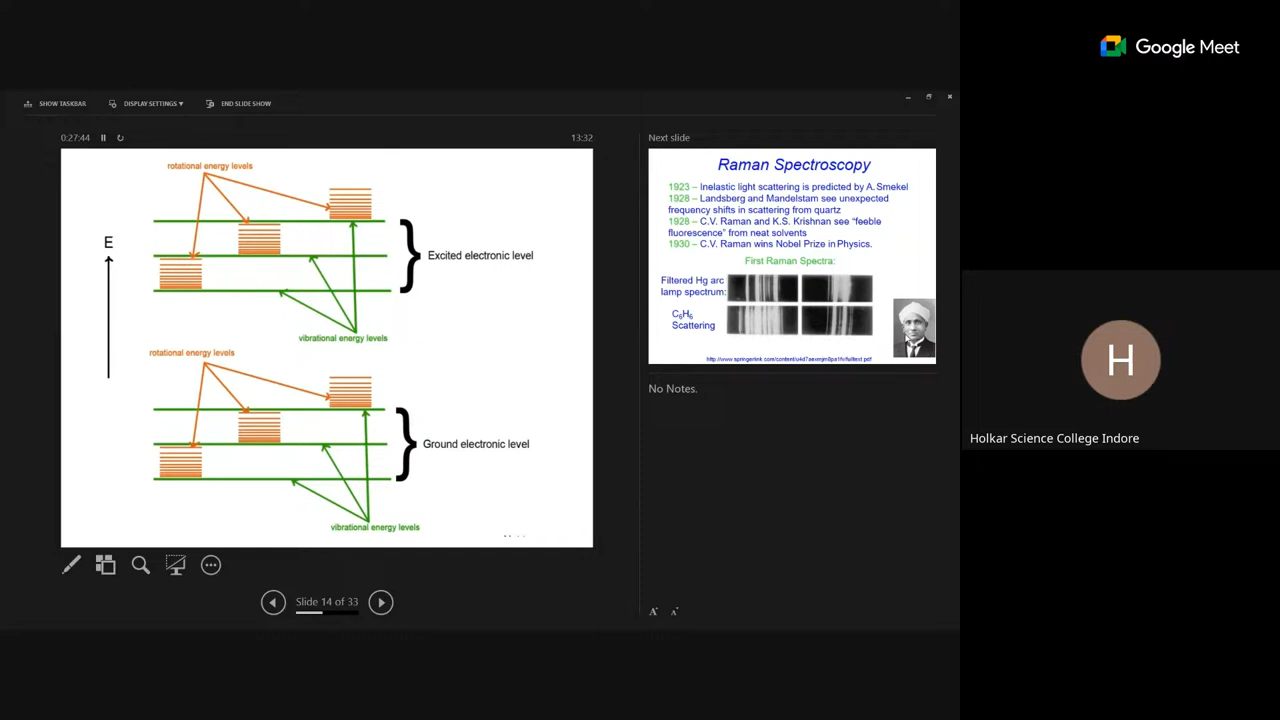 Google Meet
SHOW TASKBAR
DISPLAY SETTINGS
END SLIDE SHOW
0:27:44
13:32
Next slide
rotational energy levels
E
Excited electronic level
vibrational energy levels
rotational energy levels
Ground electronic level
vibrational energy levels
Raman Spectroscopy
1923 – Inelastic light scattering is predicted by A. Smekel
1928 – Landsberg and Mandelstam see unexpected
frequency shifts in scattering from quartz
1928 – C.V. Raman and K.S. Krishnan see “feeble
fluorescence” from neat solvents
1930 – C.V. Raman wins Nobel Prize in Physics.
First Raman Spectra:
Filtered Hg arc
lamp spectrum:
C₆H₆
Scattering
No Notes.
H
Holkar Science College Indore
Slide 14 of 33
A
A